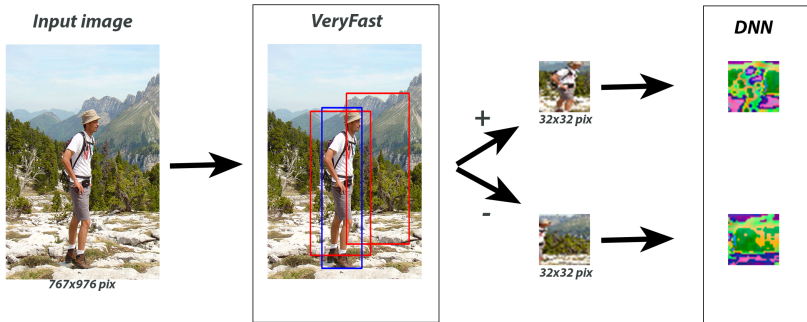 Input image
VeryFast
DNN
767x976 pix
+
32x32 pix
-
32x32 pix